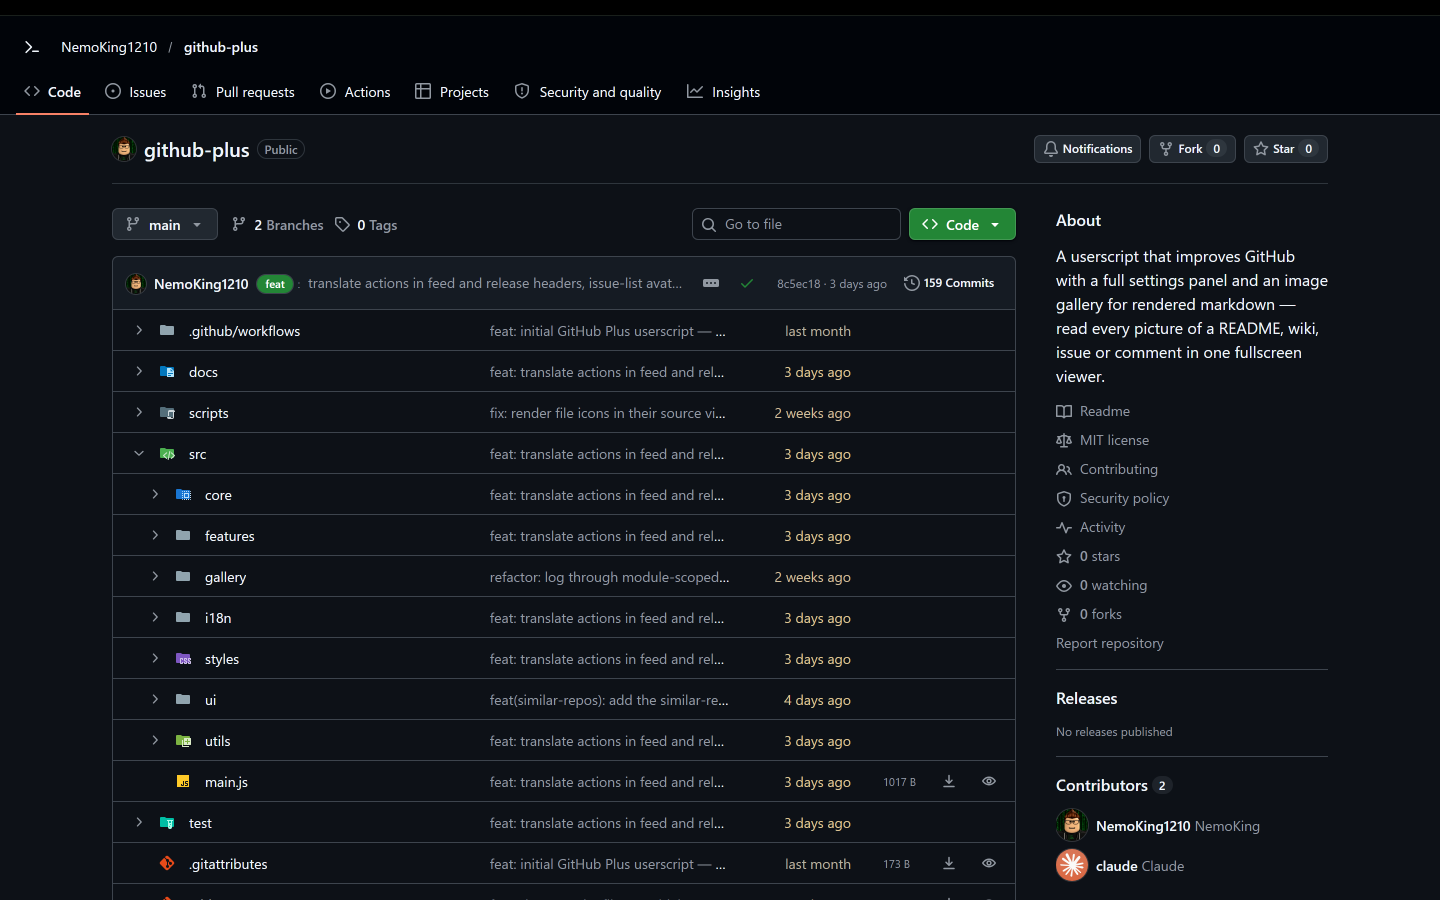 NemoKing1210 / github-plus
Code Issues Pull requests Actions Projects Security and quality Insights
github-plus Public
Notifications Fork 0 Star 0
main 2 Branches 0 Tags Go to file Code
NemoKing1210 feat : translate actions in feed and release headers, issue-list avat... 8c5ec18 · 3 days ago 159 Commits
.github/workflows feat: initial GitHub Plus userscript — ... last month
docs feat: translate actions in feed and rel... 3 days ago
scripts fix: render file icons in their source vi... 2 weeks ago
src feat: translate actions in feed and rel... 3 days ago
core feat: translate actions in feed and rel... 3 days ago
features feat: translate actions in feed and rel... 3 days ago
gallery refactor: log through module-scoped... 2 weeks ago
i18n feat: translate actions in feed and rel... 3 days ago
styles feat: translate actions in feed and rel... 3 days ago
ui feat(similar-repos): add the similar-re... 4 days ago
utils feat: translate actions in feed and rel... 3 days ago
main.js feat: translate actions in feed and rel... 3 days ago 1017 B
test feat: translate actions in feed and rel... 3 days ago
.gitattributes feat: initial GitHub Plus userscript — ... last month 173 B
About
A userscript that improves GitHub
with a full settings panel and an image
gallery for rendered markdown —
read every picture of a README, wiki,
issue or comment in one fullscreen
viewer.
Readme
MIT license
Contributing
Security policy
Activity
0 stars
0 watching
0 forks
Report repository
Releases
No releases published
Contributors 2
NemoKing1210 NemoKing
claude Claude